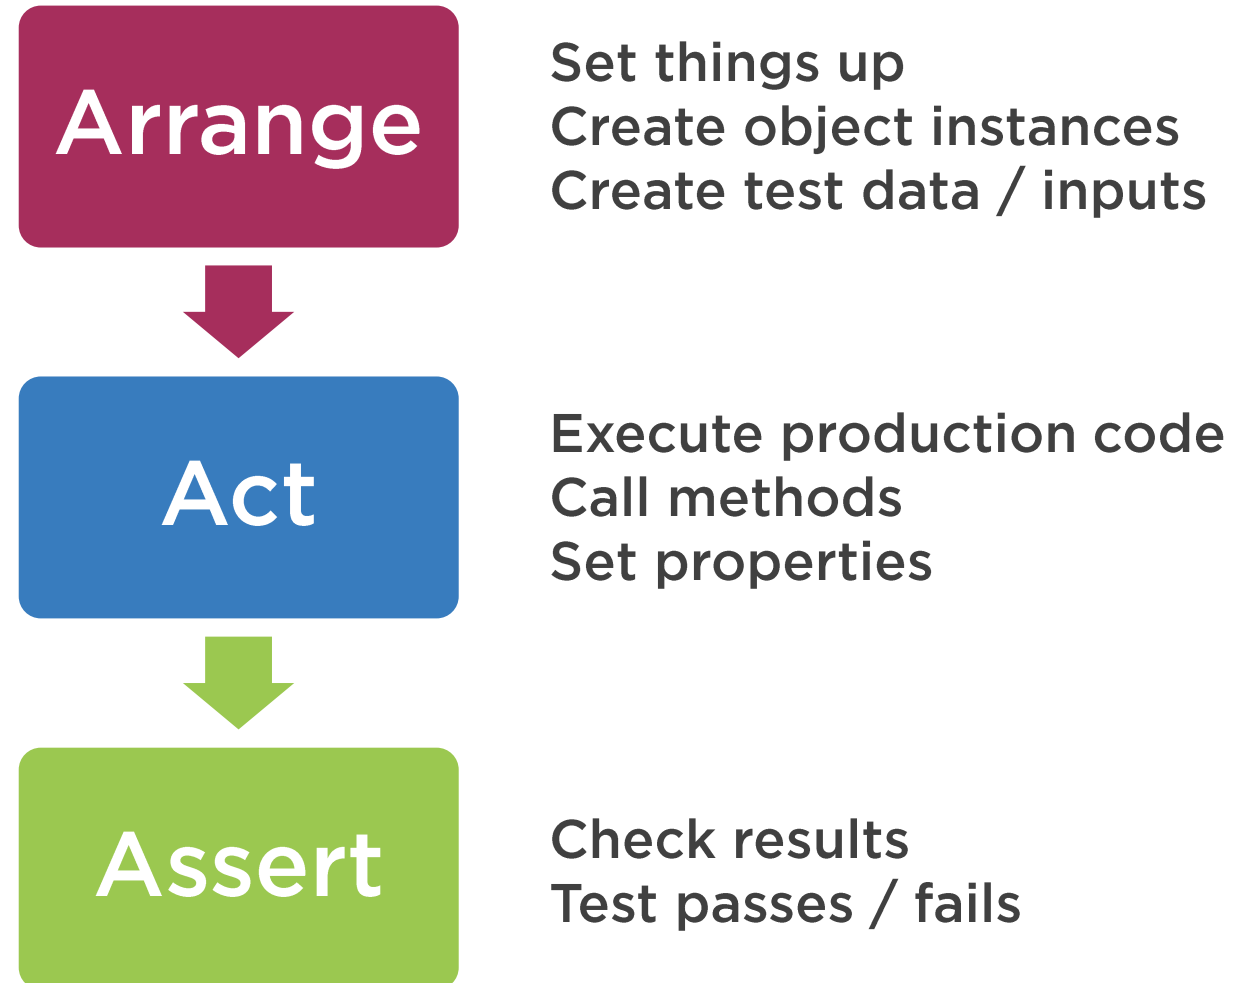 Arrange
Set things up
Create object instances
Create test data / inputs
Act
Execute production code
Call methods
Set properties
Assert
Check results
Test passes / fails